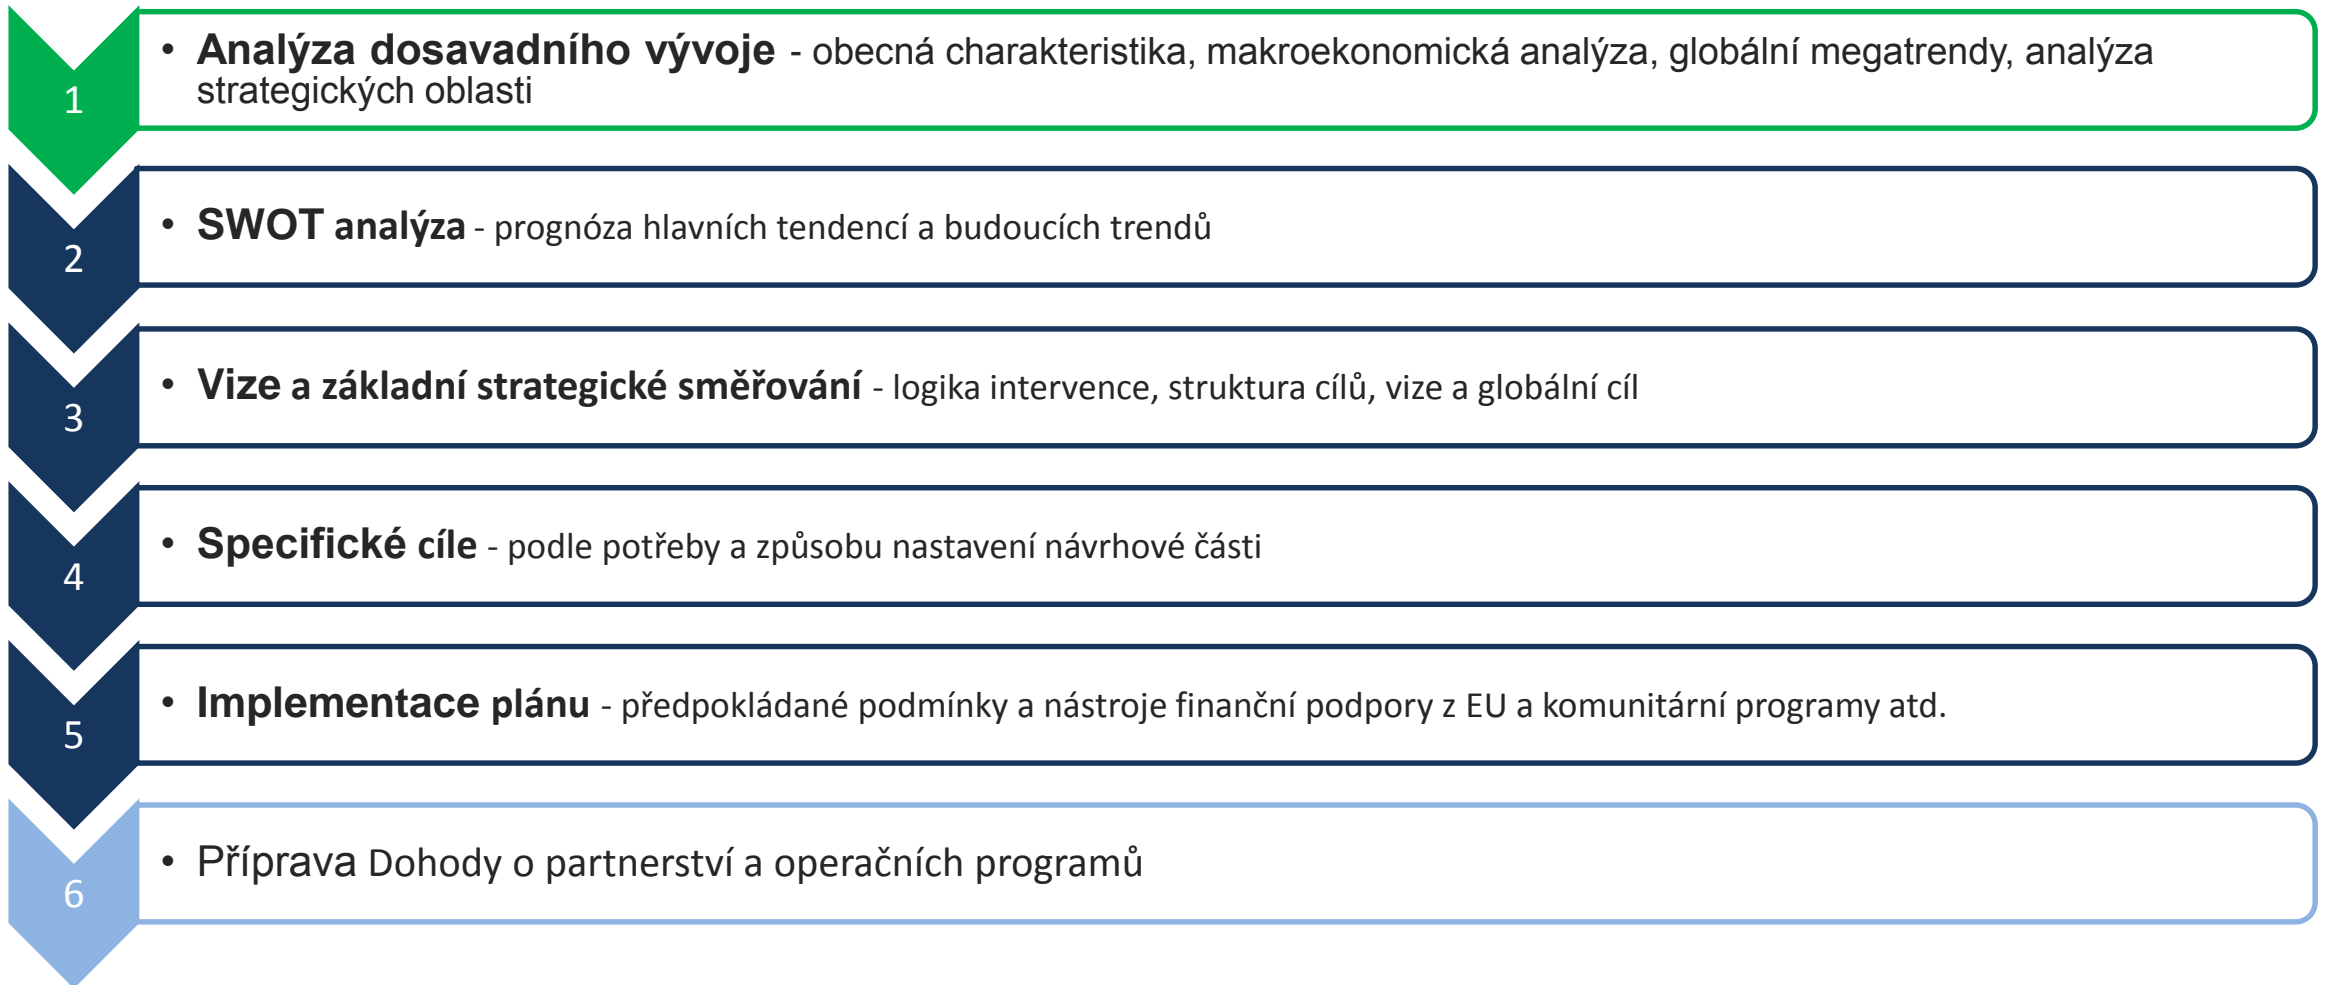 1
• Analýza dosavadního vývoje - obecná charakteristika, makroekonomická analýza, globální megatrendy, analýza
strategických oblasti
2
• SWOT analýza - prognóza hlavních tendencí a budoucích trendů
3
• Vize a základní strategické směřování - logika intervence, struktura cílů, vize a globální cíl
4
• Specifické cíle - podle potřeby a způsobu nastavení návrhové části
5
• Implementace plánu - předpokládané podmínky a nástroje finanční podpory z EU a komunitární programy atd.
6
• Příprava Dohody o partnerství a operačních programů